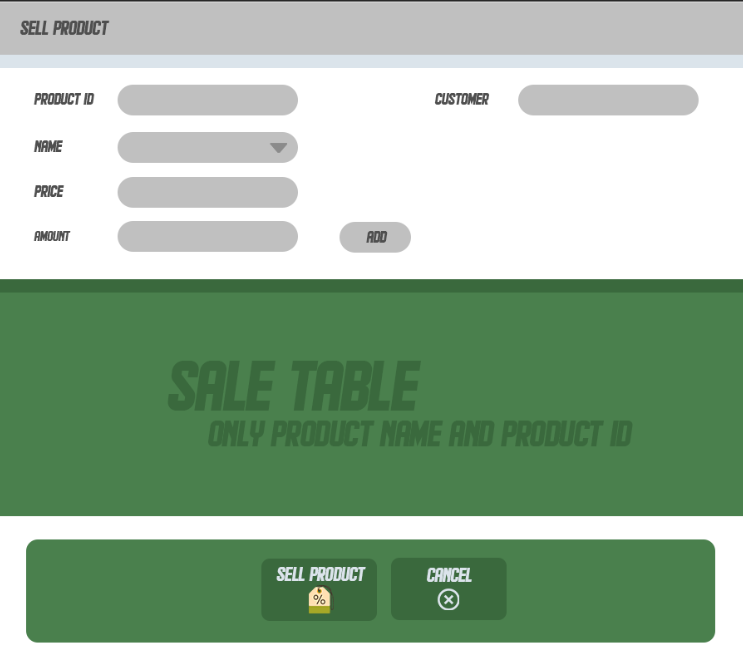 SELL PRODUCT
PRODUCT ID
CUSTOMER
NAME
PRICE
AMOUNT
ADD
SALE TABLE
ONLY PRODUCT NAME AND PRODUCT ID
SELL PRODUCT
CANCEL
%